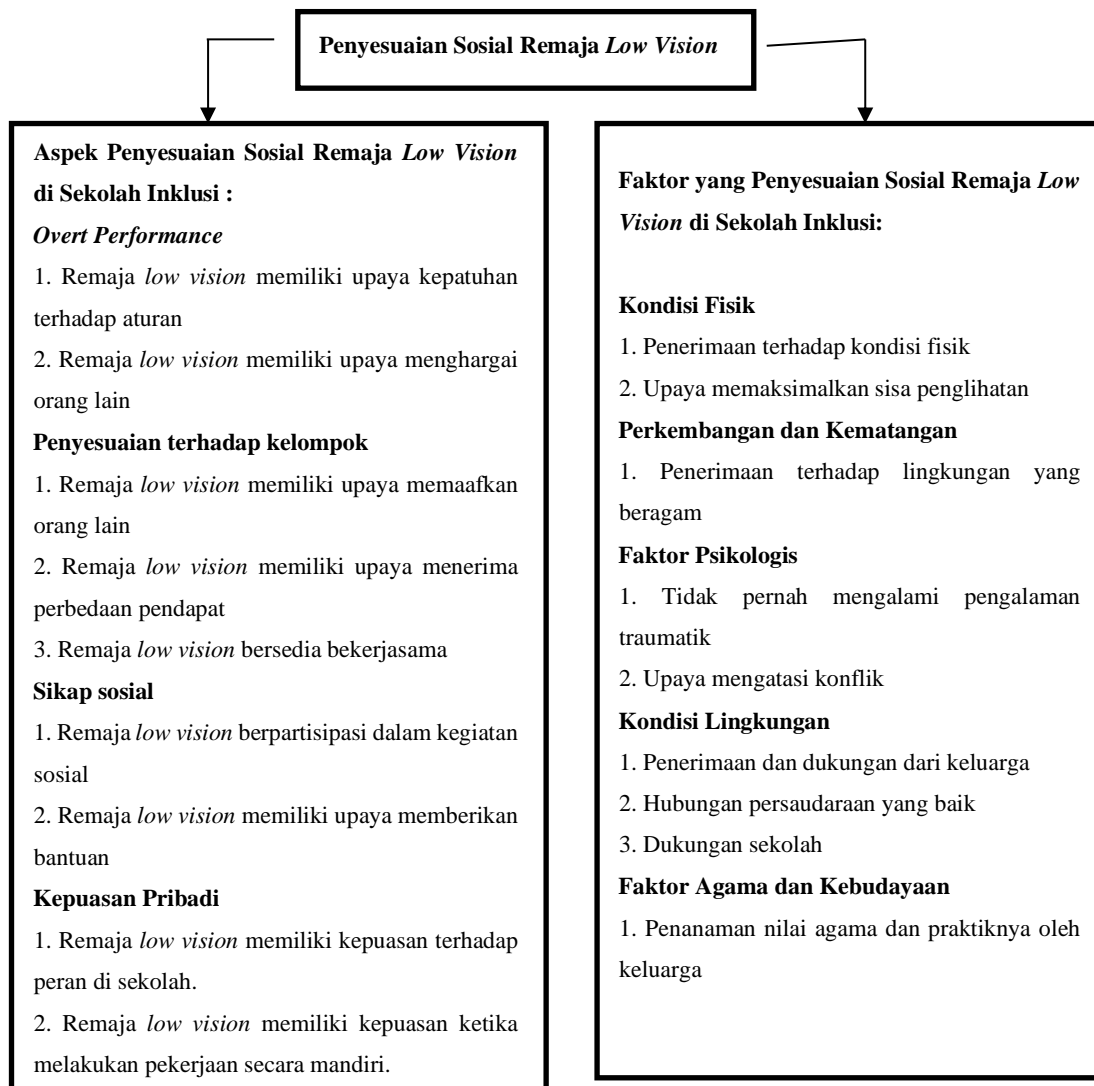 Penyesuaian Sosial Remaja Low Vision
Aspek Penyesuaian Sosial Remaja Low Vision
di Sekolah Inklusi :
Overt Performance
1. Remaja low vision memiliki upaya kepatuhan
terhadap aturan
2. Remaja low vision memiliki upaya menghargai
orang lain
Penyesuaian terhadap kelompok
1. Remaja low vision memiliki upaya memaafkan
orang lain
2. Remaja low vision memiliki upaya menerima
perbedaan pendapat
3. Remaja low vision bersedia bekerjasama
Sikap sosial
1. Remaja low vision berpartisipasi dalam kegiatan
sosial
2. Remaja low vision memiliki upaya memberikan
bantuan
Kepuasan Pribadi
1. Remaja low vision memiliki kepuasan terhadap
peran di sekolah.
2. Remaja low vision memiliki kepuasan ketika
melakukan pekerjaan secara mandiri.
Faktor yang Penyesuaian Sosial Remaja Low
Vision di Sekolah Inklusi:
Kondisi Fisik
1. Penerimaan terhadap kondisi fisik
2. Upaya memaksimalkan sisa penglihatan
Perkembangan dan Kematangan
1. Penerimaan terhadap lingkungan yang
beragam
Faktor Psikologis
1. Tidak pernah mengalami pengalaman
traumatik
2. Upaya mengatasi konflik
Kondisi Lingkungan
1. Penerimaan dan dukungan dari keluarga
2. Hubungan persaudaraan yang baik
3. Dukungan sekolah
Faktor Agama dan Kebudayaan
1. Penanaman nilai agama dan praktiknya oleh
keluarga